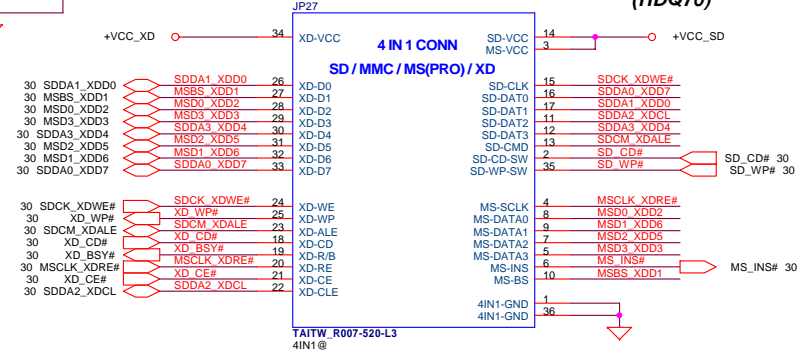 (HDQ70)
JP27
+VCC_XD 34 XD-VCC 4 IN 1 CONN SD-VCC 14 +VCC_SD
MS-VCC 3
SD / MMC / MS(PRO) / XD
30 SDDA1_XDD0 SDDA1_XDD0 26 XD-D0 SD-CLK 15 SDCK_XDWE#
30 MSBS_XDD1 MSBS_XDD1 27 XD-D1 SD-DAT0 16 SDDA0_XDD7
30 MSD0_XDD2 MSD0_XDD2 28 XD-D2 SD-DAT1 17 SDDA1_XDD0
30 MSD3_XDD3 MSD3_XDD3 29 XD-D3 SD-DAT2 11 SDDA2_XDCL
30 SDDA3_XDD4 SDDA3_XDD4 30 XD-D4 SD-DAT3 12 SDDA3_XDD4
30 MSD2_XDD5 MSD2_XDD5 31 XD-D5 SD-CMD 13 SDCM_XDALE
30 MSD1_XDD6 MSD1_XDD6 32 XD-D6 SD-CD-SW 2 SD_CD# SD_CD# 30
30 SDDA0_XDD7 SDDA0_XDD7 33 XD-D7 SD-WP-SW 35 SD_WP# SD_WP# 30
30 SDCK_XDWE# SDCK_XDWE# 24 XD-WE MS-SCLK 4 MSCLK_XDRE#
30 XD_WP# XD_WP# 25 XD-WP MS-DATA0 8 MSD0_XDD2
30 SDCM_XDALE SDCM_XDALE 23 XD-ALE MS-DATA1 9 MSD1_XDD6
30 XD_CD# XD_CD# 18 XD-CD MS-DATA2 7 MSD2_XDD5
30 XD_BSY# XD_BSY# 19 XD-R/B MS-DATA3 5 MSD3_XDD3
30 MSCLK_XDRE# MSCLK_XDRE# 20 XD-RE MS-INS 6 MS_INS# MS_INS# 30
30 XD_CE# XD_CE# 21 XD-CE MS-BS 10 MSBS_XDD1
30 SDDA2_XDCL SDDA2_XDCL 22 XD-CLE
4IN1-GND 1
4IN1-GND 36
TAITW_R007-520-L3
4IN1@